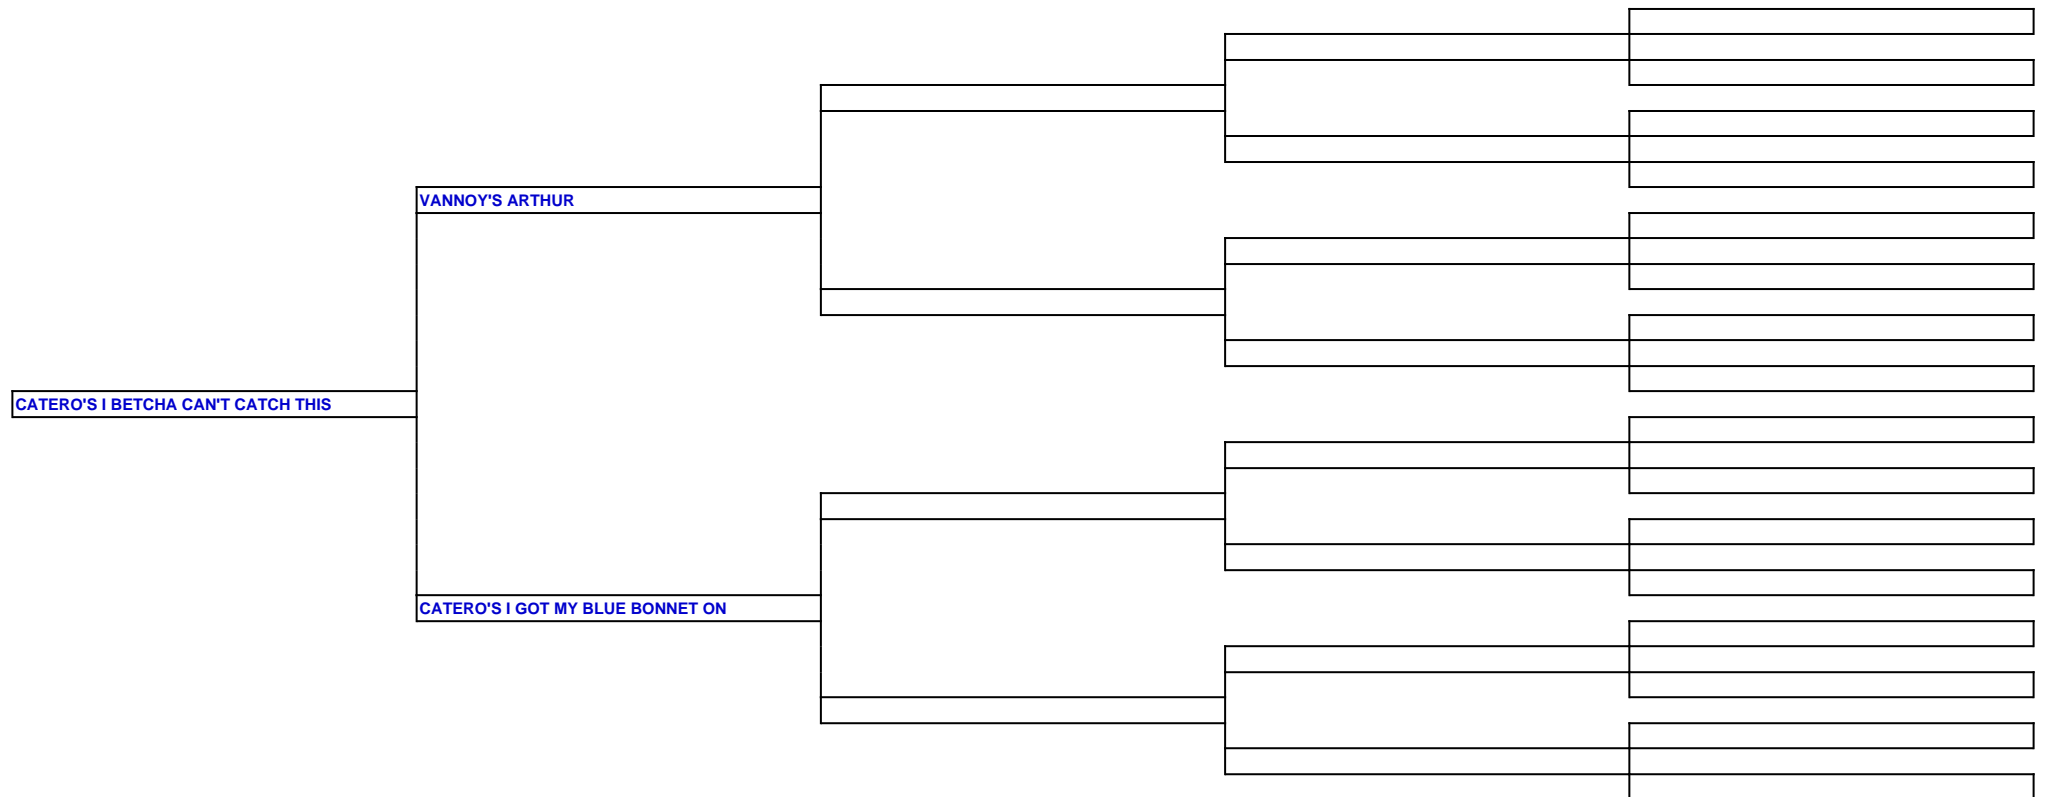 VANNOY'S ARTHUR
CATERO'S I BETCHA CAN'T CATCH THIS
CATERO'S I GOT MY BLUE BONNET ON